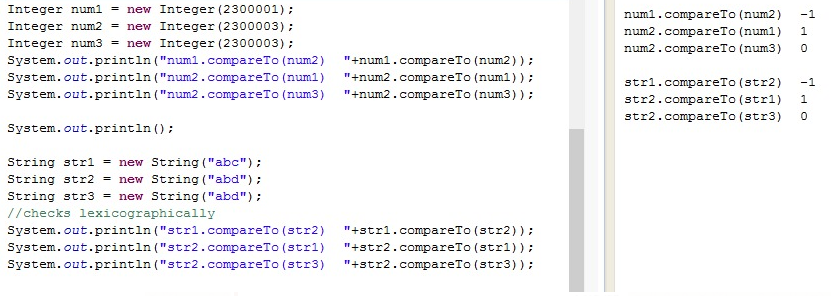 Integer num1 = new Integer(2300001);
Integer num2 = new Integer(2300003);
Integer num3 = new Integer(2300003);
System.out.println("num1.compareTo(num2)  "+num1.compareTo(num2));
System.out.println("num2.compareTo(num1)  "+num2.compareTo(num1));
System.out.println("num2.compareTo(num3)  "+num2.compareTo(num3));

System.out.println();

String str1 = new String("abc");
String str2 = new String("abd");
String str3 = new String("abd");
//checks lexicographically
System.out.println("str1.compareTo(str2)  "+str1.compareTo(str2));
System.out.println("str2.compareTo(str1)  "+str2.compareTo(str1));
System.out.println("str2.compareTo(str3)  "+str2.compareTo(str3));

num1.compareTo(num2)  -1
num2.compareTo(num1)  1
num2.compareTo(num3)  0

str1.compareTo(str2)  -1
str2.compareTo(str1)  1
str2.compareTo(str3)  0